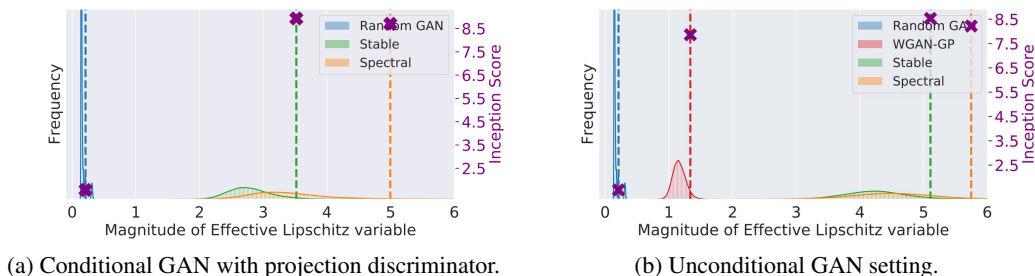 Frequency
8.5
7.5
6.5
5.5
4.5
3.5
2.5
Inception Score
Random GAN
Stable
Spectral
0 1 2 3 4 5 6
Magnitude of Effective Lipschitz variable
(a) Conditional GAN with projection discriminator.
Frequency
8.5
7.5
6.5
5.5
4.5
3.5
2.5
Inception Score
Random GAN
WGAN-GP
Stable
Spectral
0 1 2 3 4 5 6
Magnitude of Effective Lipschitz variable
(b) Unconditional GAN setting.